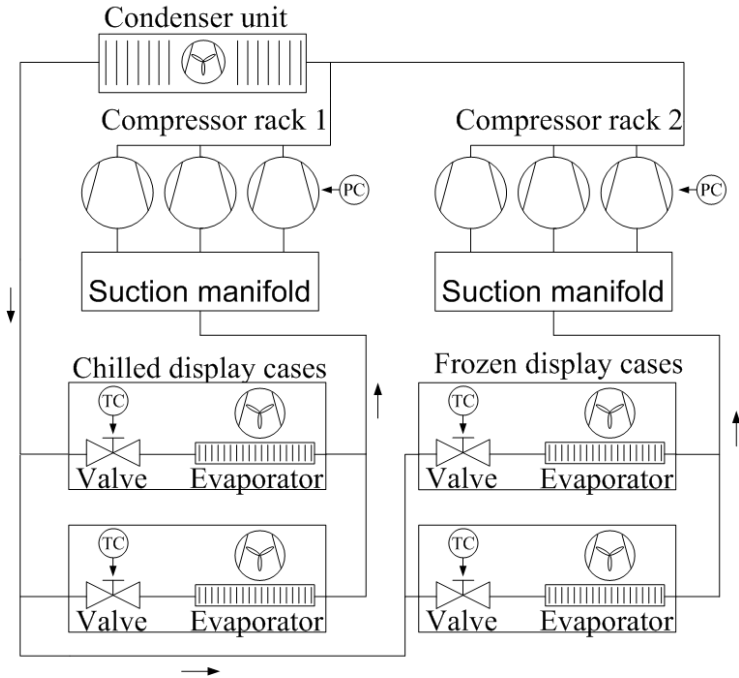 Condenser unit
Compressor rack 1
Compressor rack 2
PC
PC
Suction manifold
Suction manifold
Chilled display cases
Frozen display cases
TC
TC
Valve
Evaporator
Valve
Evaporator
TC
TC
Valve
Evaporator
Valve
Evaporator